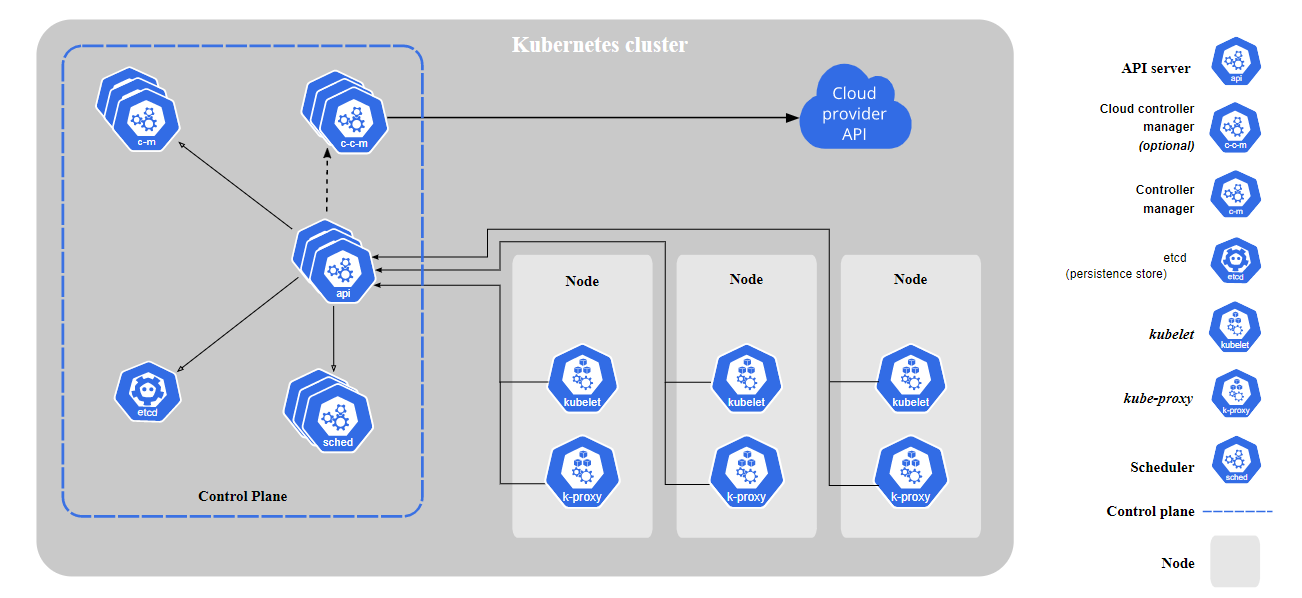 Kubernetes cluster
c-m
c-c-m
Cloud
provider
API
api
etcd
sched
Control Plane
Node
kubelet
k-proxy
Node
kubelet
k-proxy
Node
kubelet
k-proxy
API server
api
Cloud controller
manager
(optional)
c-c-m
Controller
manager
c-m
etcd
(persistence store)
etcd
kubelet
kubelet
kube-proxy
k-proxy
Scheduler
sched
Control plane
Node